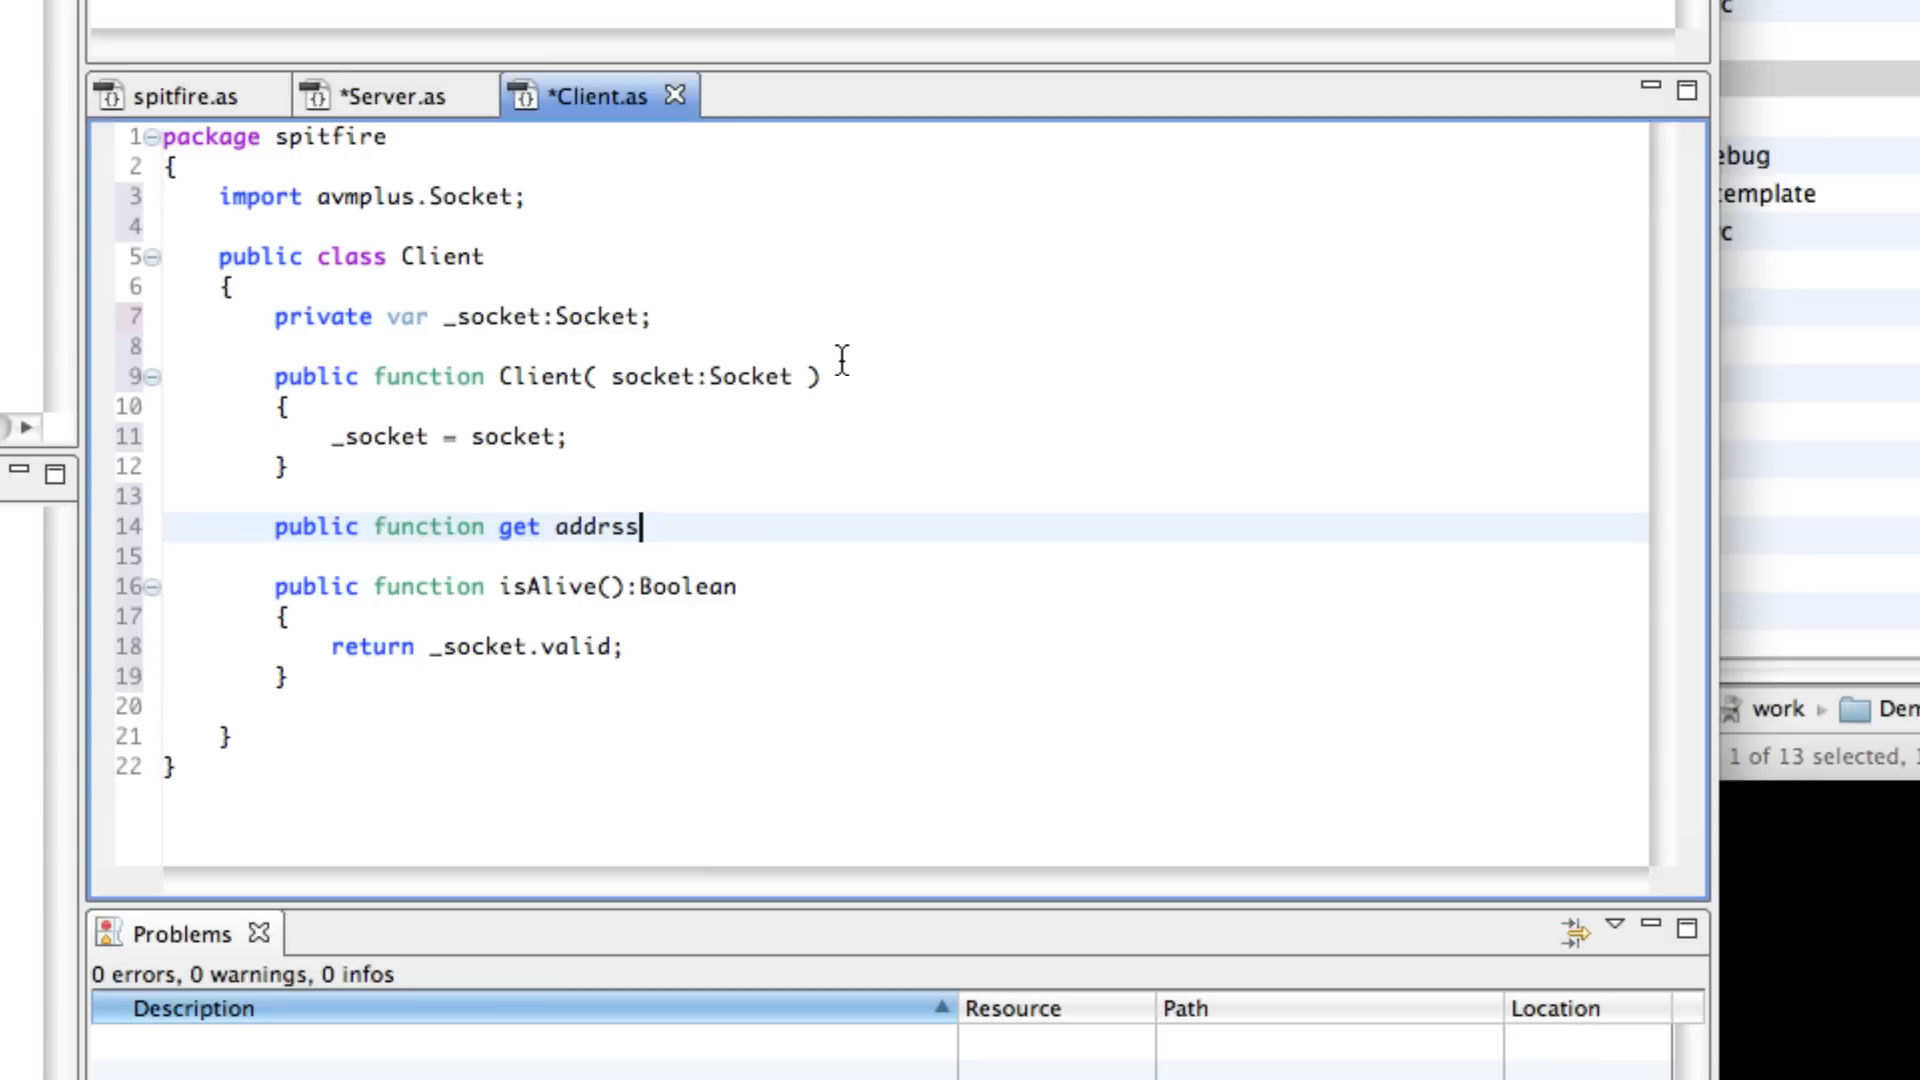 c
spitfire.as *Server.as *Client.as
1 package spitfire
2 {
3 import avmplus.Socket;
4
5 public class Client
6 {
7 private var _socket:Socket;
8
9 public function Client( socket:Socket )
10 {
11 _socket = socket;
12 }
13
14 public function get addrss
15
16 public function isAlive():Boolean
17 {
18 return _socket.valid;
19 }
20
21 }
22 }
ebug
template
work Dem
1 of 13 selected, 1
Problems
0 errors, 0 warnings, 0 infos
Description Resource Path Location